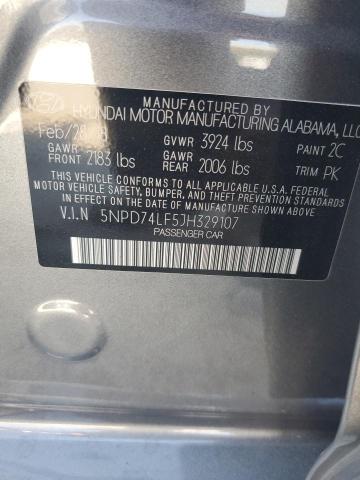 MANUFACTURED BY
HYUNDAI MOTOR MANUFACTURING ALABAMA, LLC
GVWR 3924 lbs PAINT 2C
GAWR FRONT 2183 lbs GAWR REAR 2006 lbs TRIM PK
THIS VEHICLE CONFORMS TO ALL APPLICABLE U.S.A. FEDERAL
MOTOR VEHICLE SAFETY, BUMPER, AND THEFT PREVENTION STANDARDS
IN EFFECT ON THE DATE OF MANUFACTURE SHOWN ABOVE.
V.I.N 5NPD74LF5JH329107
PASSENGER CAR